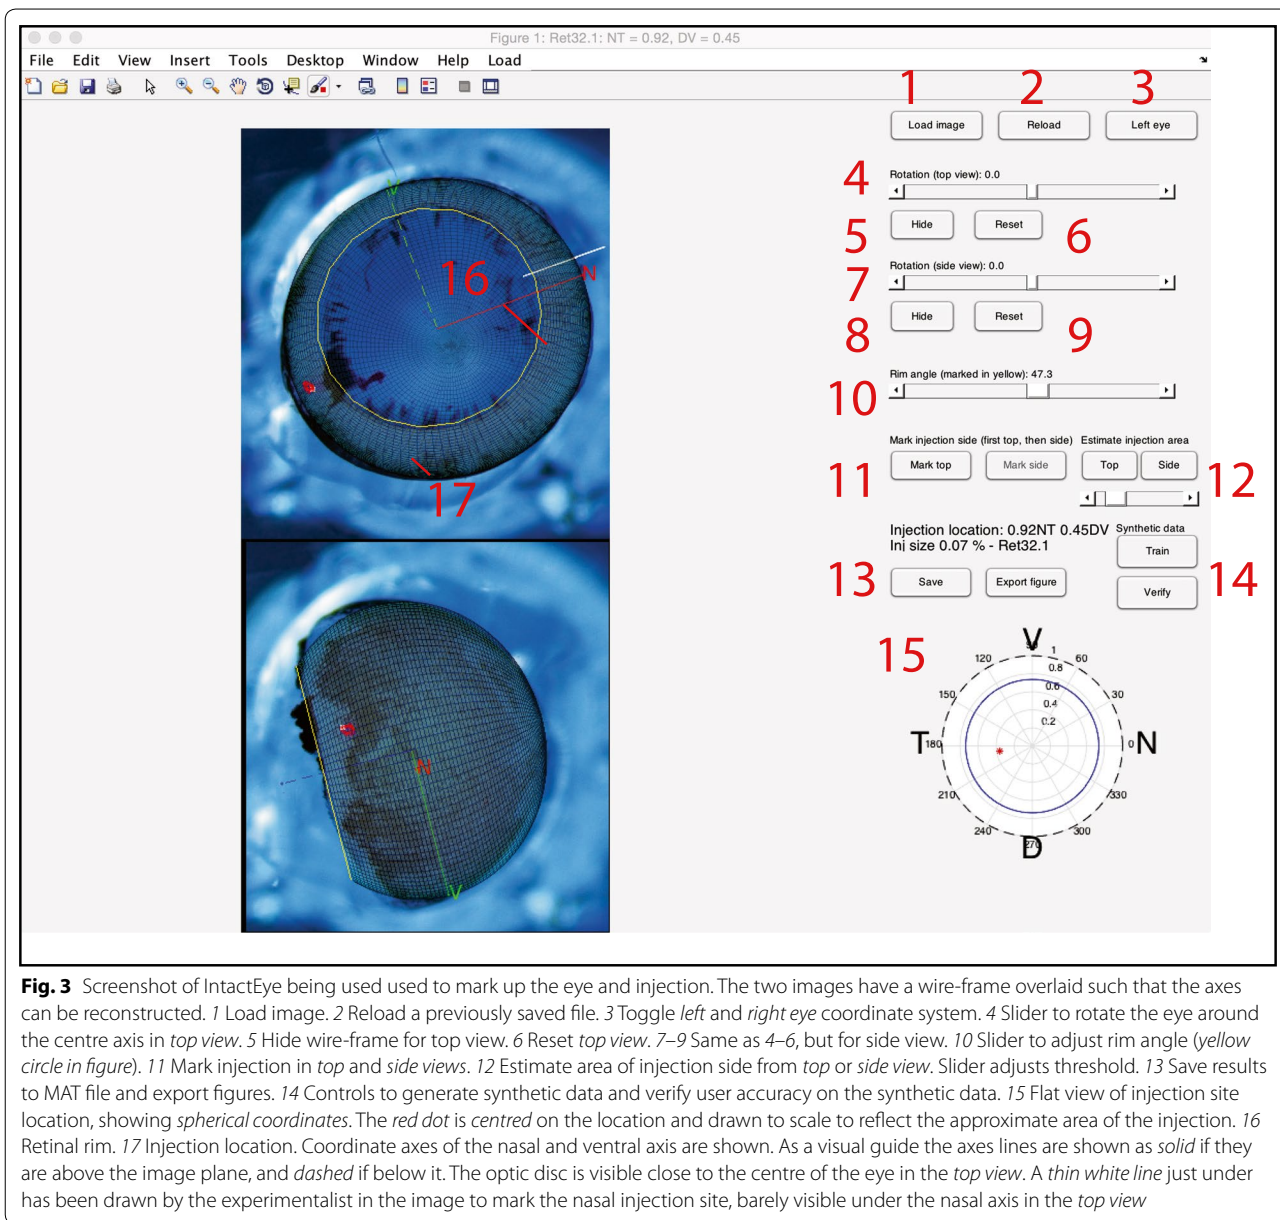 Figure 1: Ret32.1: NT = 0.92, DV = 0.45
File Edit View Insert Tools Desktop Window Help Load
1 2 3
Load image Reload Left eye
4
Rotation (top view): 0.0
5 Hide Reset 6
7
Rotation (side view): 0.0
8 Hide Reset 9
10
Rim angle (marked in yellow): 47.3
Mark injection side (first top, then side) Estimate injection area
11 Mark top Mark side Top Side 12
Injection location: 0.92NT 0.45DV Synthetic data
Inj size 0.07 % - Ret32.1 Train
13 Save Export figure Verify 14
V
N
16
17
N
V
15
V
90 1
120 0.8 60
150 0.6 30
0.4
0.2
T 180 0 N
210 330
240 300
270
D
Fig. 3 Screenshot of IntactEye being used used to mark up the eye and injection. The two images have a wire-frame overlaid such that the axes
can be reconstructed. 1 Load image. 2 Reload a previously saved file. 3 Toggle left and right eye coordinate system. 4 Slider to rotate the eye around
the centre axis in top view. 5 Hide wire-frame for top view. 6 Reset top view. 7–9 Same as 4–6, but for side view. 10 Slider to adjust rim angle (yellow
circle in figure). 11 Mark injection in top and side views. 12 Estimate area of injection side from top or side view. Slider adjusts threshold. 13 Save results
to MAT file and export figures. 14 Controls to generate synthetic data and verify user accuracy on the synthetic data. 15 Flat view of injection site
location, showing spherical coordinates. The red dot is centred on the location and drawn to scale to reflect the approximate area of the injection. 16
Retinal rim. 17 Injection location. Coordinate axes of the nasal and ventral axis are shown. As a visual guide the axes lines are shown as solid if they
are above the image plane, and dashed if below it. The optic disc is visible close to the centre of the eye in the top view. A thin white line just under
has been drawn by the experimentalist in the image to mark the nasal injection site, barely visible under the nasal axis in the top view